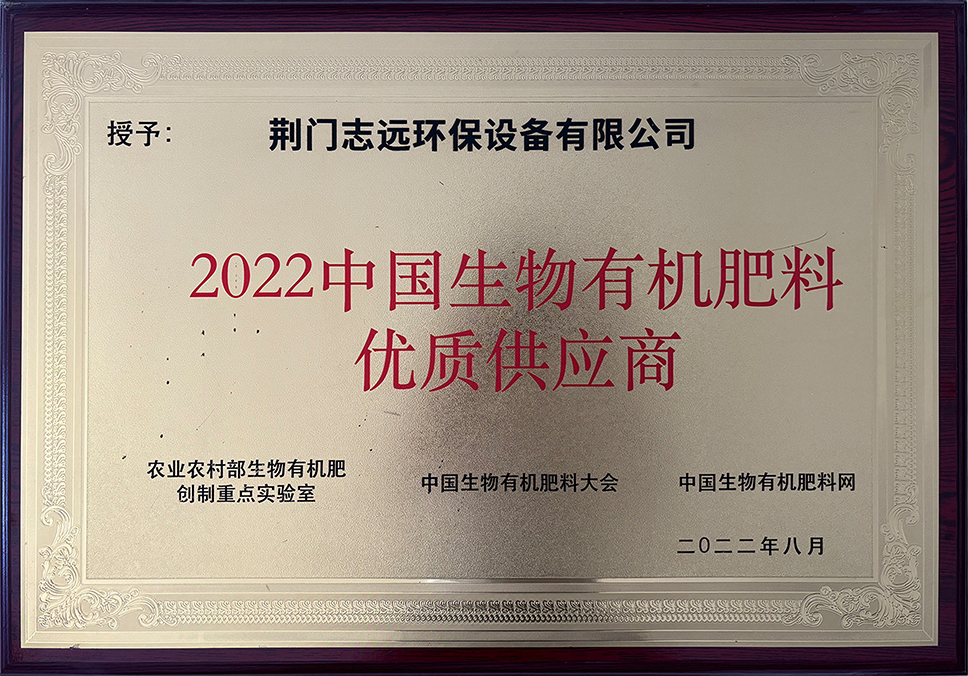 授予：
荆门志远环保设备有限公司
2022中国生物有机肥料
优质供应商
农业农村部生物有机肥
创制重点实验室
中国生物有机肥料大会
中国生物有机肥料网
二〇二二年八月